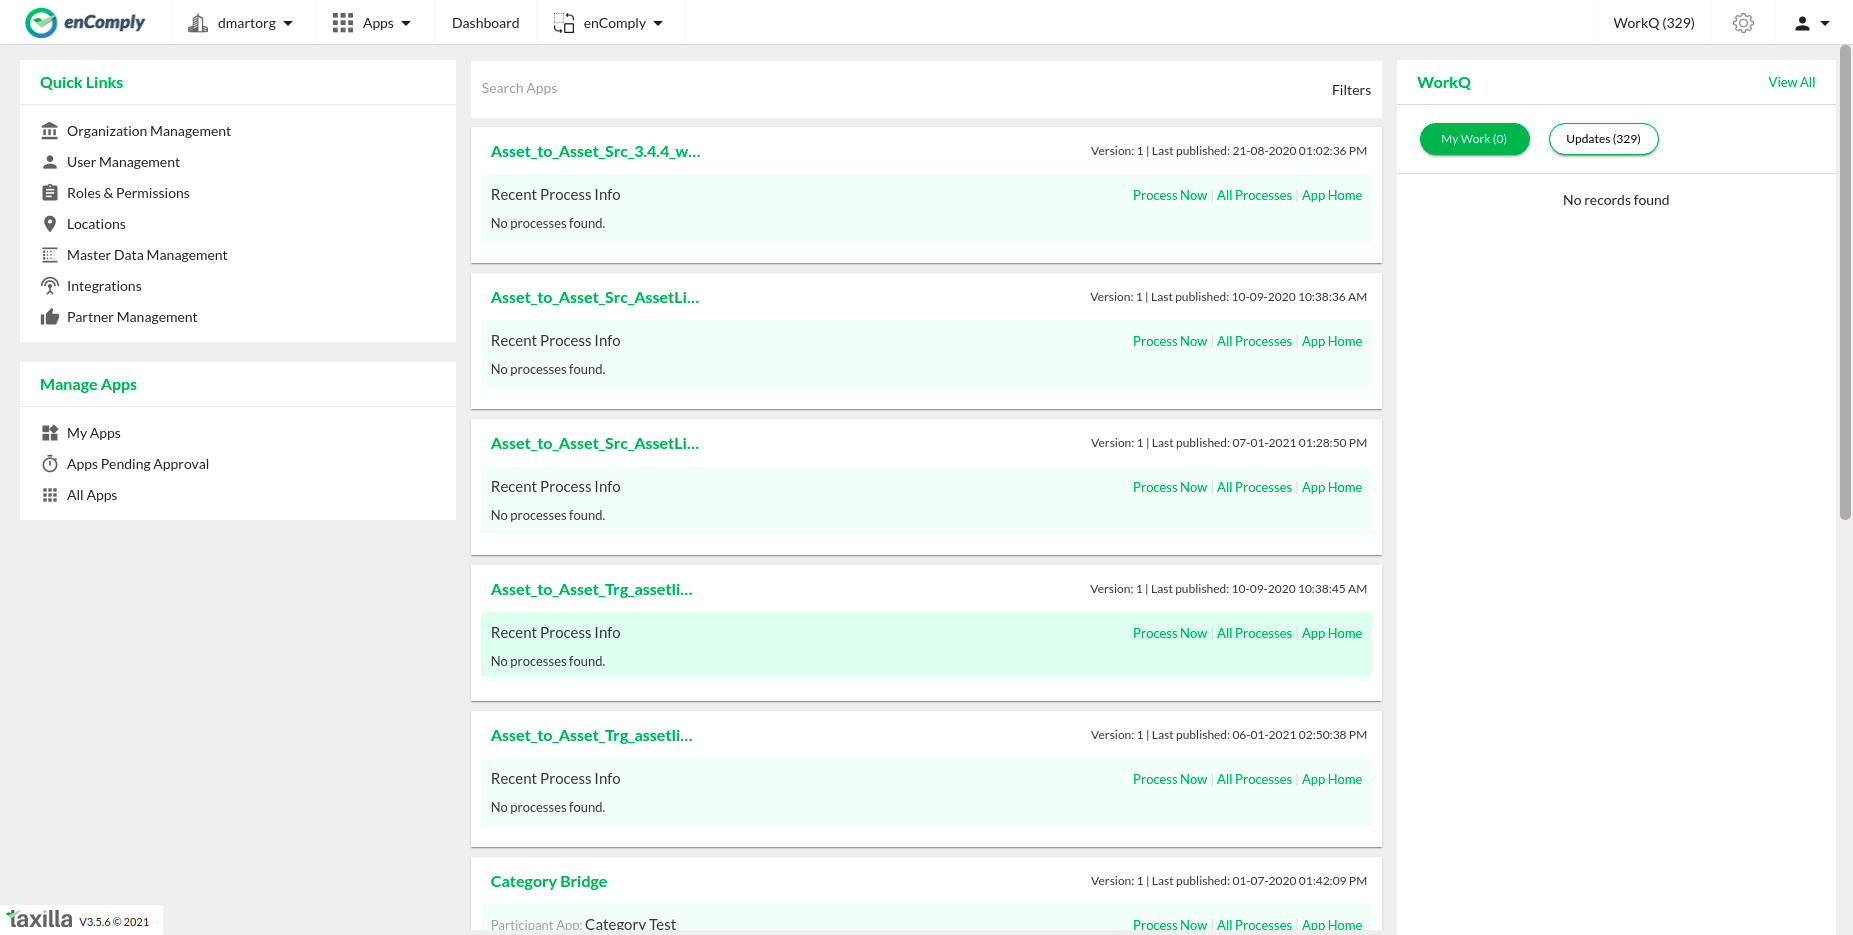 enComply
dmartorg
Apps
Dashboard
enComply
WorkQ (329)
Quick Links
Organization Management
User Management
Roles & Permissions
Locations
Master Data Management
Integrations
Partner Management
Manage Apps
My Apps
Apps Pending Approval
All Apps
Search Apps
Filters
Asset_to_Asset_Src_3.4.4_w...
Version: 1 | Last published: 21-08-2020 01:02:36 PM
Recent Process Info
Process Now | All Processes | App Home
No processes found.
Asset_to_Asset_Src_AssetLi...
Version: 1 | Last published: 10-09-2020 10:38:36 AM
Recent Process Info
Process Now | All Processes | App Home
No processes found.
Asset_to_Asset_Src_AssetLi...
Version: 1 | Last published: 07-01-2021 01:28:50 PM
Recent Process Info
Process Now | All Processes | App Home
No processes found.
Asset_to_Asset_Trg_assetli...
Version: 1 | Last published: 10-09-2020 10:38:45 AM
Recent Process Info
Process Now | All Processes | App Home
No processes found.
Asset_to_Asset_Trg_assetli...
Version: 1 | Last published: 06-01-2021 02:50:38 PM
Recent Process Info
Process Now | All Processes | App Home
No processes found.
Category Bridge
Version: 1 | Last published: 01-07-2020 01:42:09 PM
Participant App: Category Test
Process Now | All Processes | App Home
WorkQ
View All
My Work (0)
Updates (329)
No records found
taxilla V3.5.6 © 2021